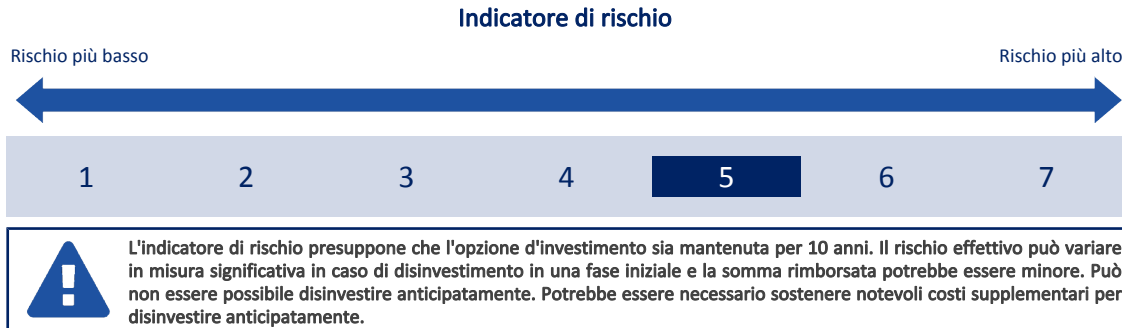 Indicatore di rischio
Rischio più basso Rischio più alto
1 2 3 4 5 6 7
L'indicatore di rischio presuppone che l'opzione d'investimento sia mantenuta per 10 anni. Il rischio effettivo può variare
in misura significativa in caso di disinvestimento in una fase iniziale e la somma rimborsata potrebbe essere minore. Può
non essere possibile disinvestire anticipatamente. Potrebbe essere necessario sostenere notevoli costi supplementari per
disinvestire anticipatamente.